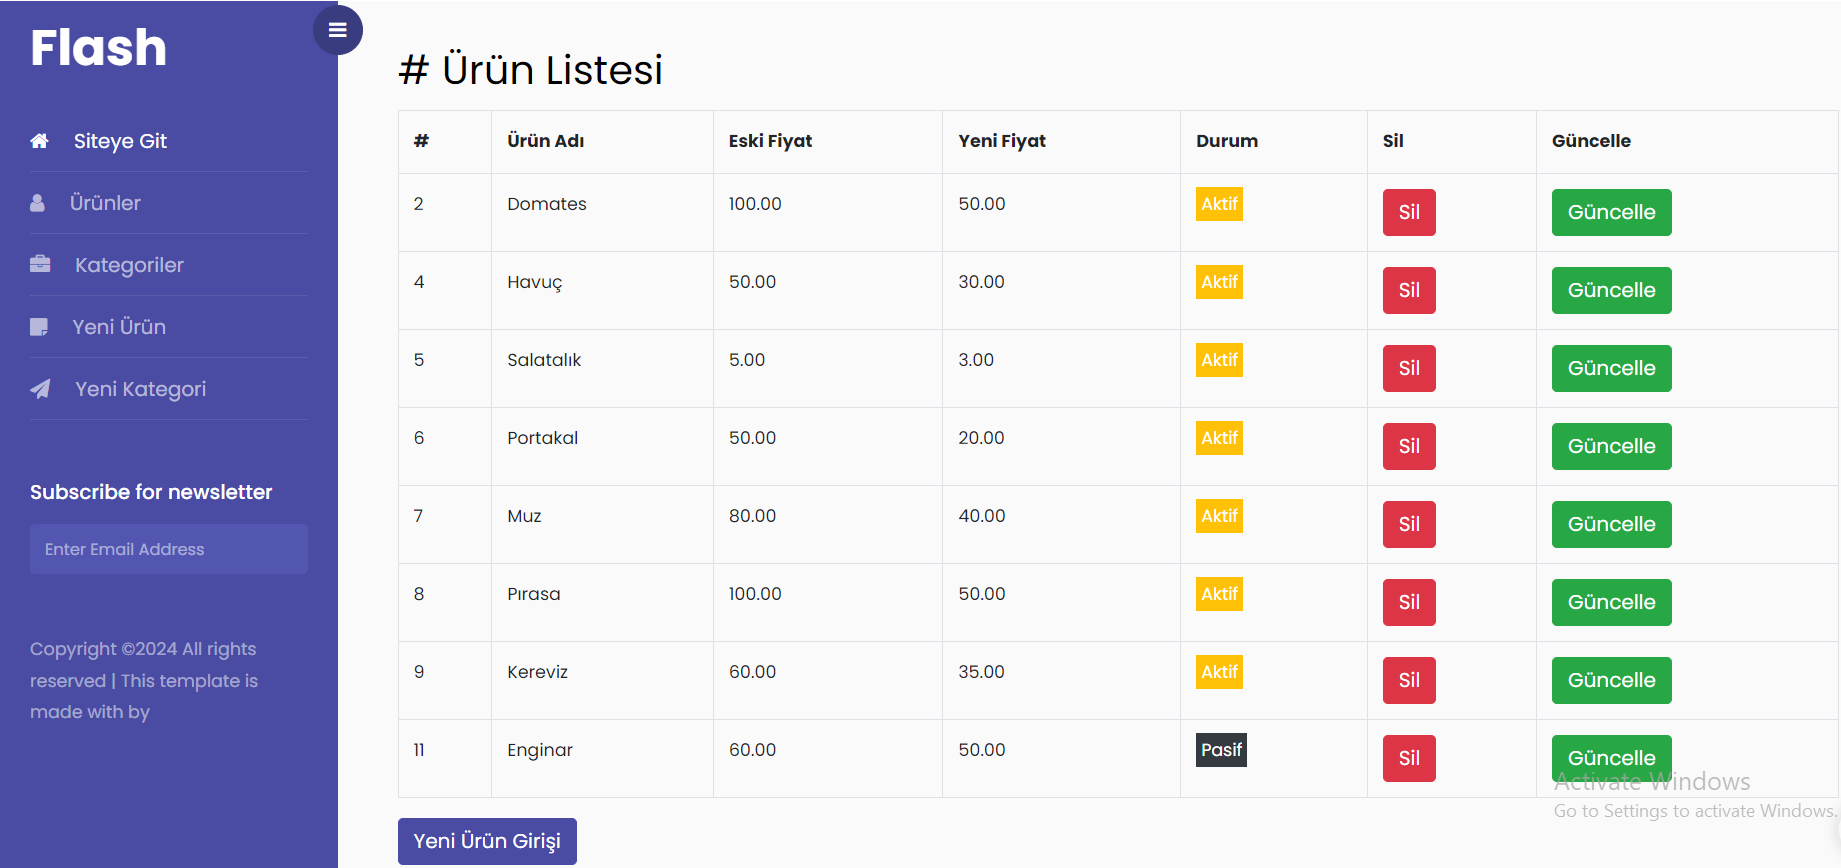 Flash
Siteye Git
Ürünler
Kategoriler
Yeni Ürün
Yeni Kategori
Subscribe for newsletter
Enter Email Address
Copyright ©2024 All rights
reserved | This template is
made with by
# Ürün Listesi
# Ürün Adı Eski Fiyat Yeni Fiyat Durum Sil Güncelle
2 Domates 100.00 50.00 Aktif Sil Güncelle
4 Havuç 50.00 30.00 Aktif Sil Güncelle
5 Salatalık 5.00 3.00 Aktif Sil Güncelle
6 Portakal 50.00 20.00 Aktif Sil Güncelle
7 Muz 80.00 40.00 Aktif Sil Güncelle
8 Pırasa 100.00 50.00 Aktif Sil Güncelle
9 Kereviz 60.00 35.00 Aktif Sil Güncelle
11 Enginar 60.00 50.00 Pasif Sil Güncelle
Yeni Ürün Girişi
Activate Windows
Go to Settings to activate Windows.